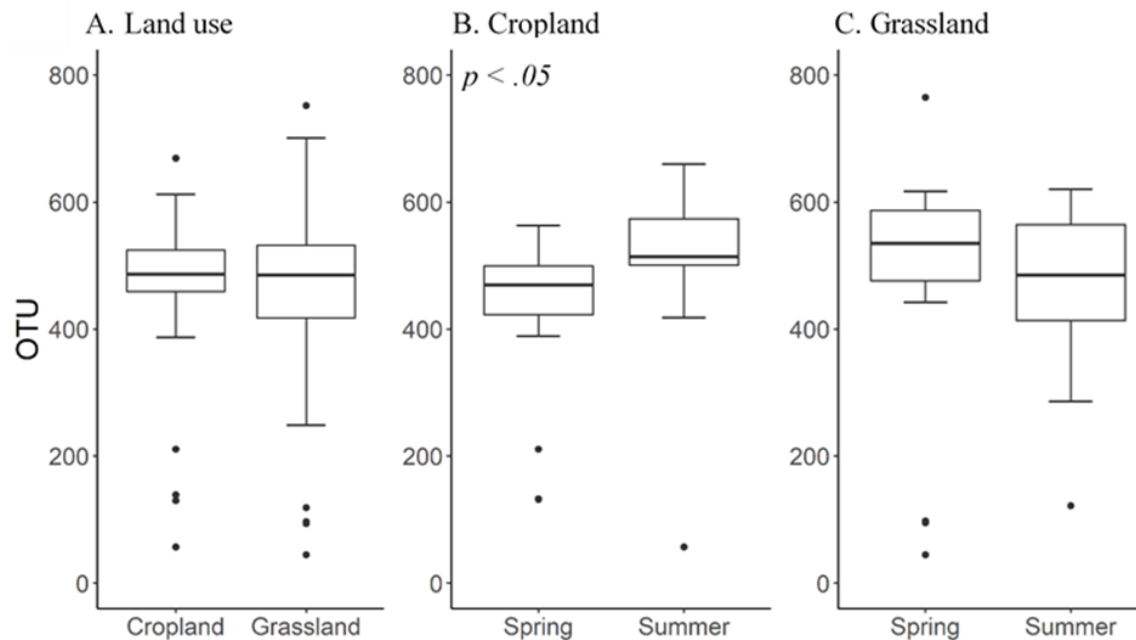 A. Land use
B. Cropland
C. Grassland
OTU
800
600
400
200
0
Cropland Grassland
p < .05
800
600
400
200
0
Spring Summer
800
600
400
200
0
Spring Summer